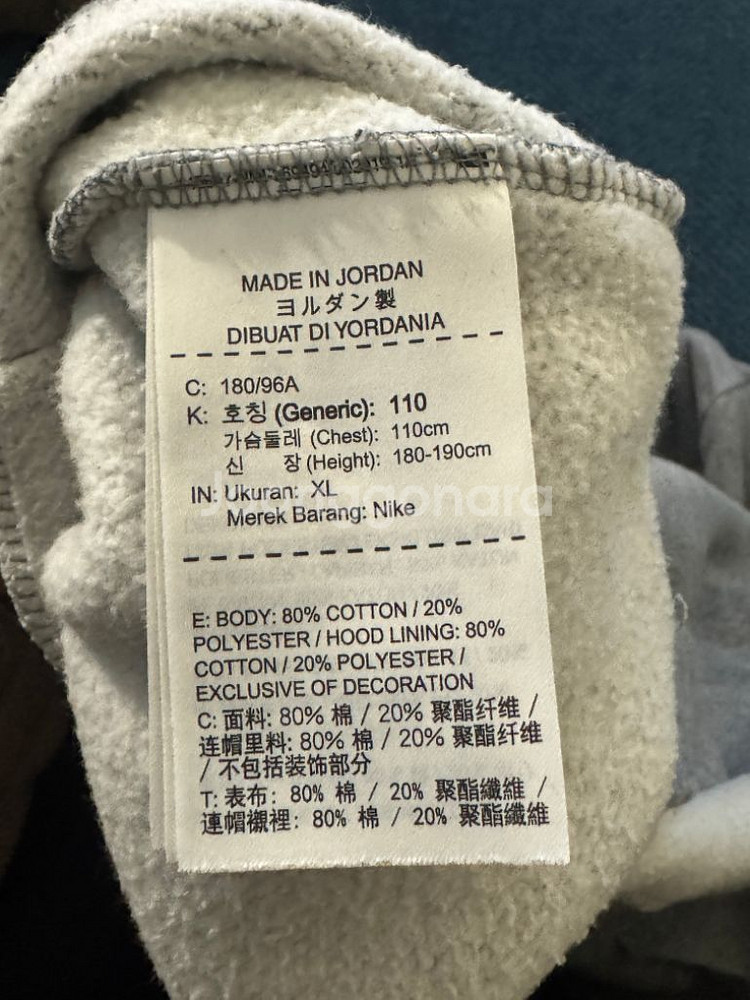 MADE IN JORDAN
ヨルダン製
DIBUAT DI YORDANIA
C: 180/96A
K: 호칭 (Generic): 110
가슴둘레 (Chest): 110cm
신 장 (Height): 180-190cm
IN: Ukuran: XL
Merek Barang: Nike
E: BODY: 80% COTTON / 20%
POLYESTER / HOOD LINING: 80%
COTTON / 20% POLYESTER /
EXCLUSIVE OF DECORATION
C: 面料: 80% 棉 / 20% 聚酯纤维 /
连帽里料: 80% 棉 / 20% 聚酯纤维
/ 不包括装饰部分
T: 表布: 80% 棉 / 20% 聚酯纖維 /
連帽襯裡: 80% 棉 / 20% 聚酯纖維